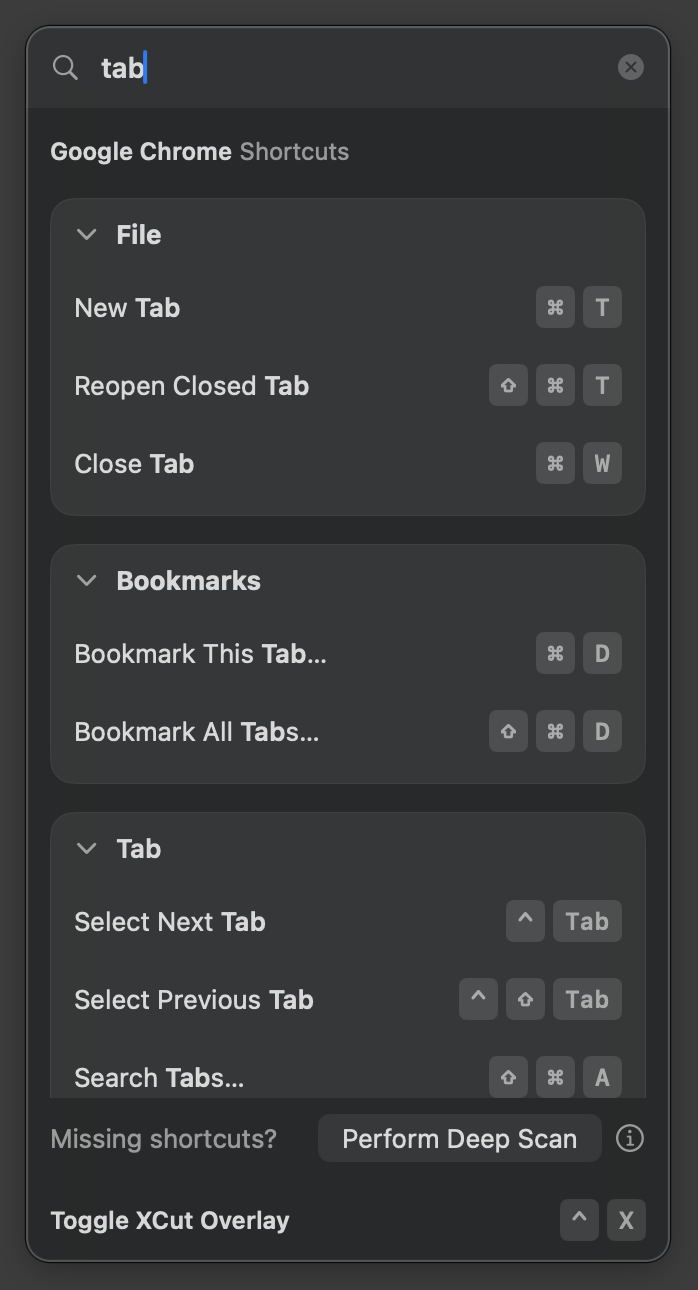 tab
Google Chrome Shortcuts
File
New Tab ⌘ T
Reopen Closed Tab ⇧ ⌘ T
Close Tab ⌘ W
Bookmarks
Bookmark This Tab... ⌘ D
Bookmark All Tabs... ⇧ ⌘ D
Tab
Select Next Tab ^ Tab
Select Previous Tab ^ ⇧ Tab
Search Tabs... ⇧ ⌘ A
Missing shortcuts? Perform Deep Scan
Toggle XCut Overlay ^ X